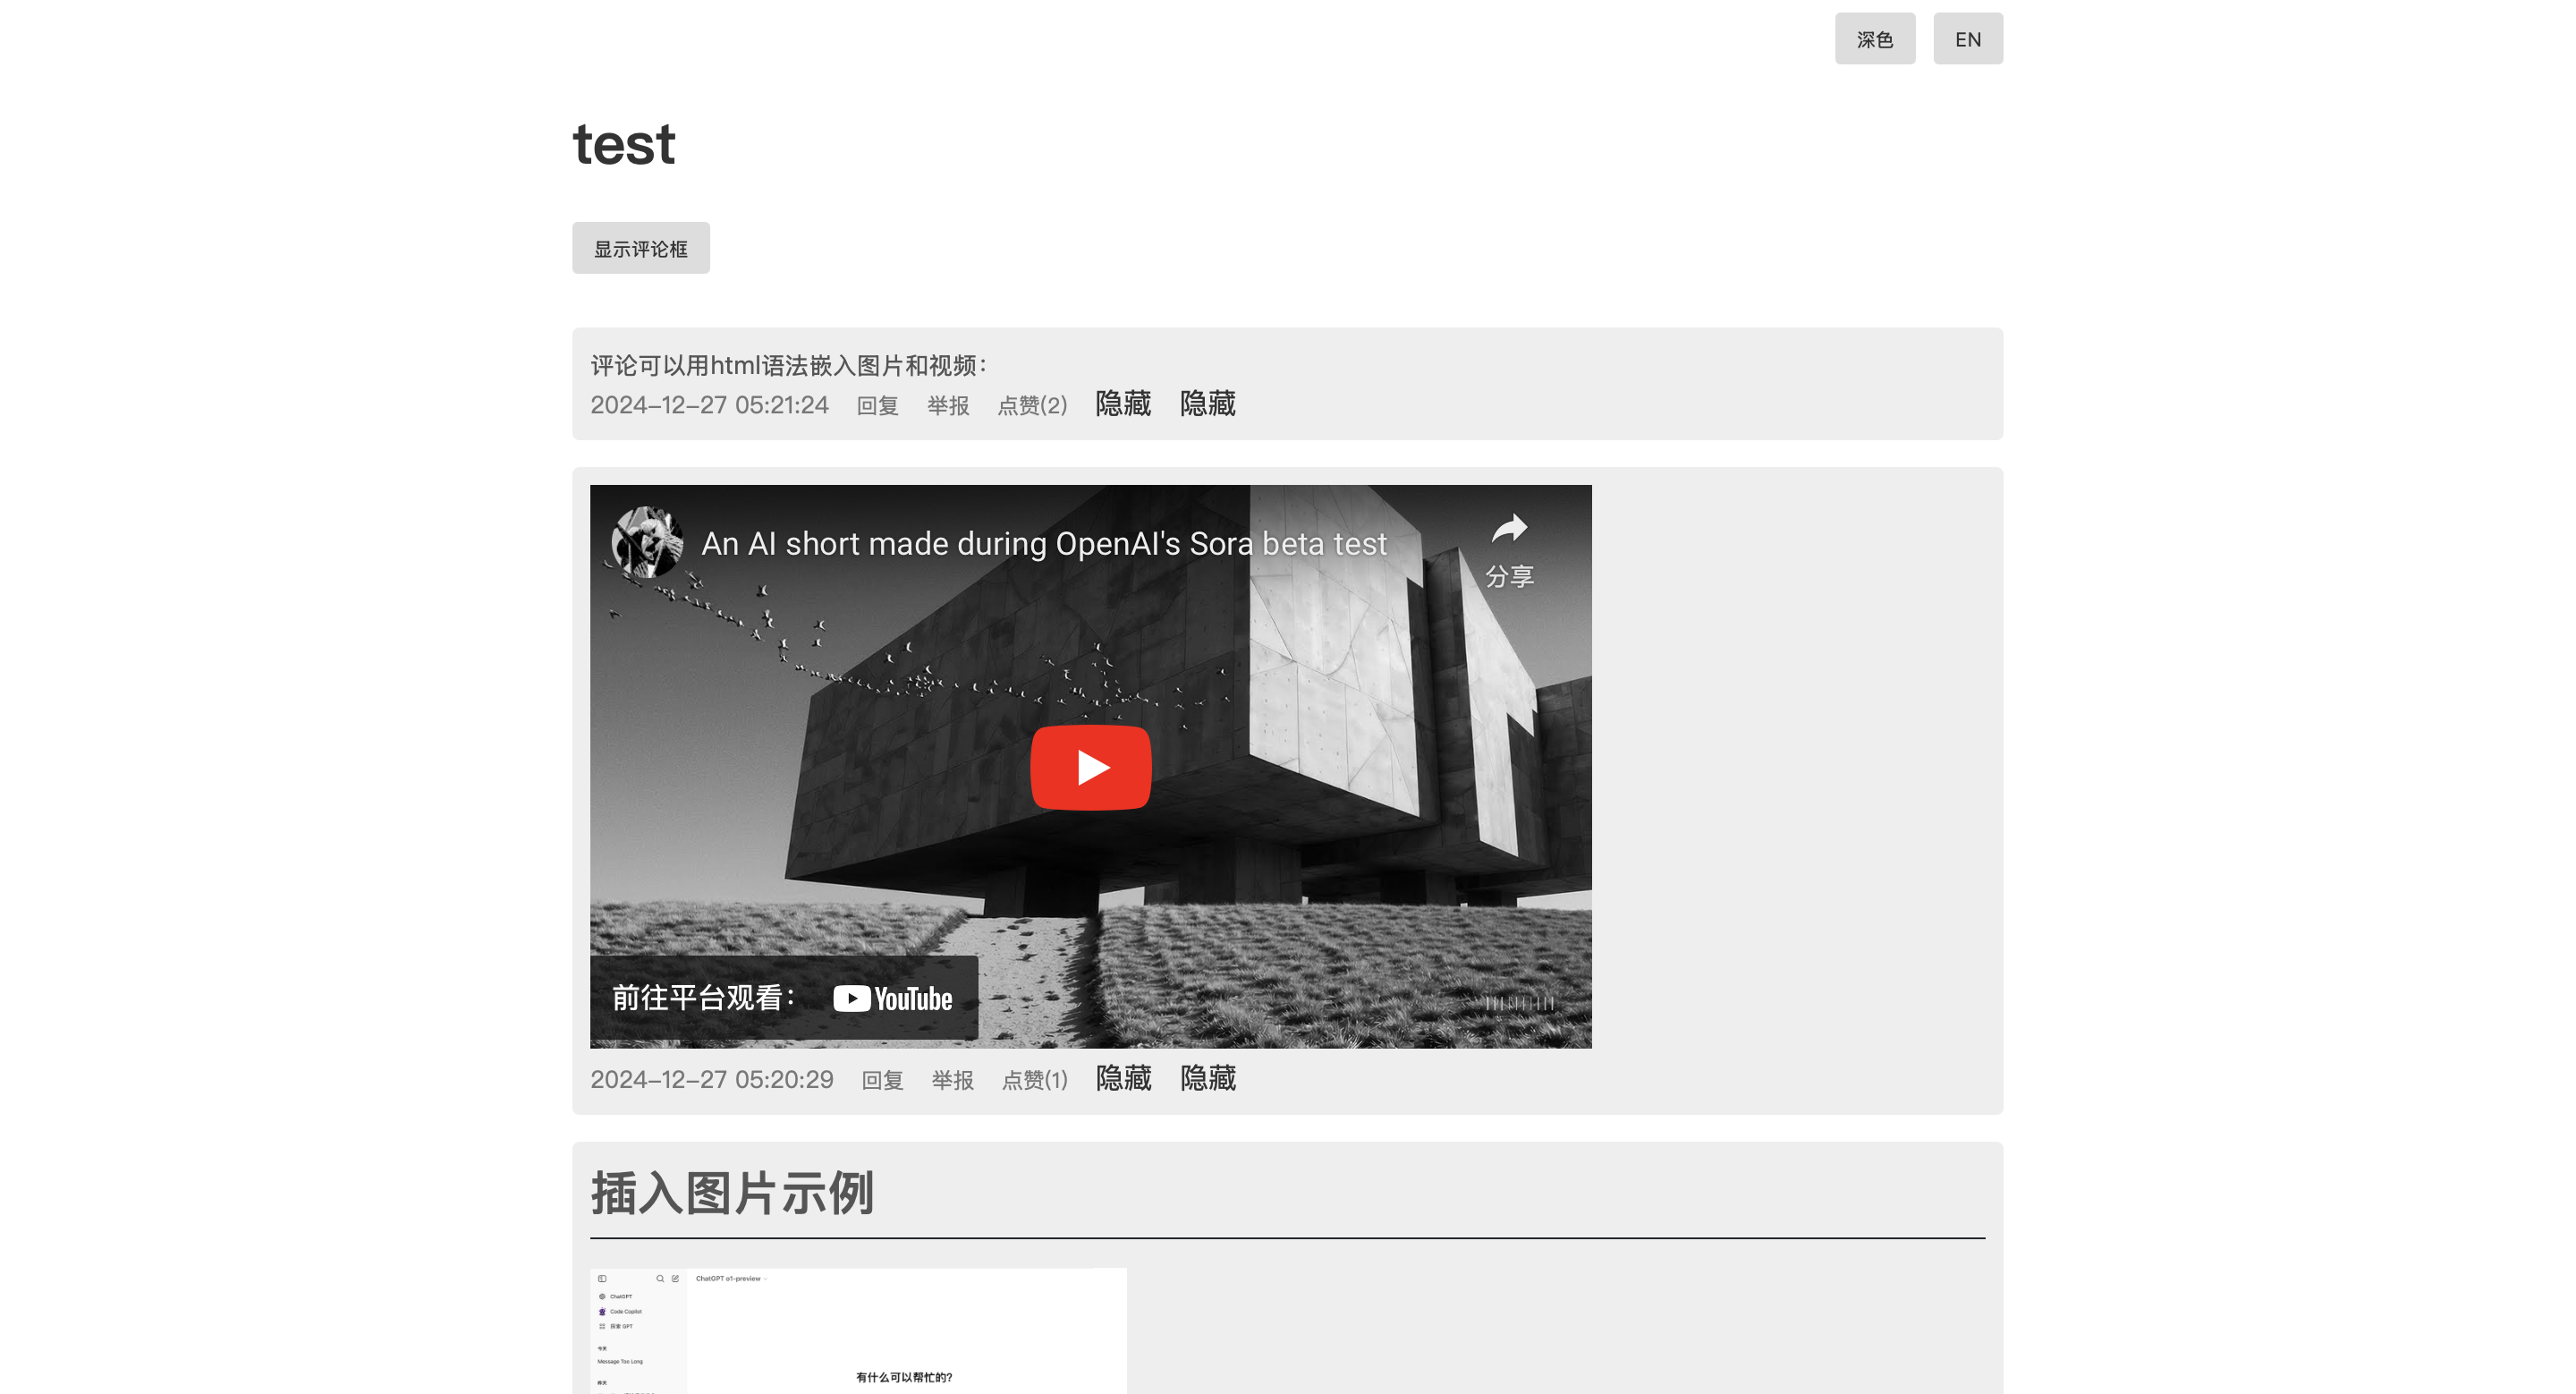 深色 EN
test
显示评论框
评论可以用html语法嵌入图片和视频：
2024-12-27 05:21:24 回复 举报 点赞(2) 隐藏 隐藏
An AI short made during OpenAI's Sora beta test
分享
前往平台观看： YouTube
2024-12-27 05:20:29 回复 举报 点赞(1) 隐藏 隐藏
插入图片示例
ChatGPT o1-preview
ChatGPT
Code Copilot
探索 GPT
今天
Message Too Long
有什么可以帮忙的?
昨天